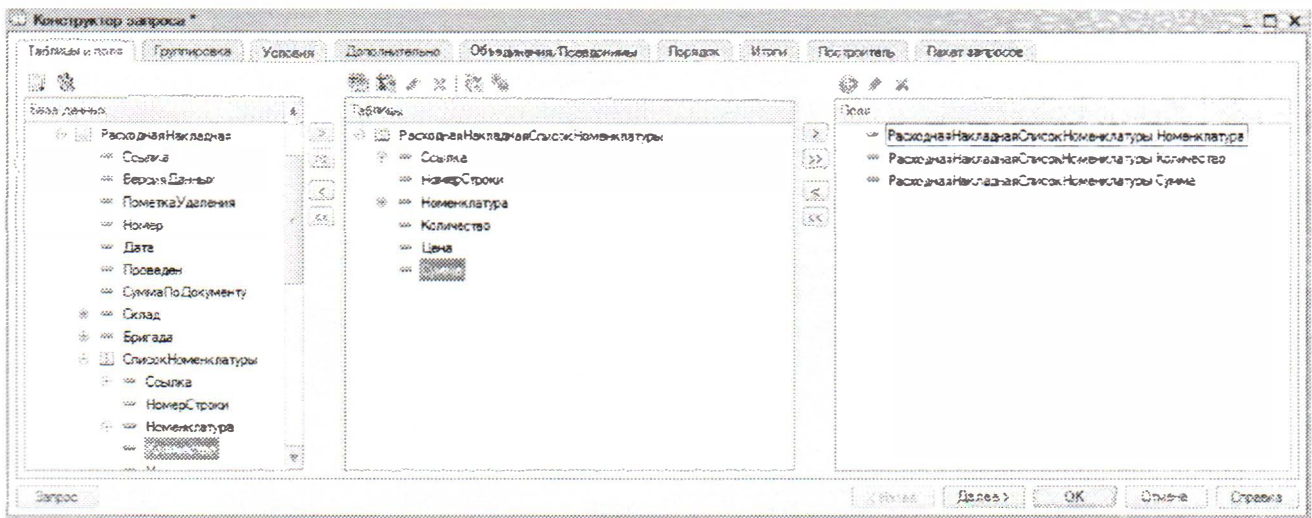 Конструктор запроса *
Таблицы и поля Группировка Условия Дополнительно Объединения/Псевдонимы Порядок Итоги Построитель Пакет запросов
База данных
Таблицы
Поля
РасходнаяНакладная
Ссылка
ВерсияДанных
ПометкаУдаления
Номер
Дата
Проведен
СуммаПоДокументу
Склад
Бригада
СписокНоменклатуры
Ссылка
НомерСтроки
Номенклатура
РасходнаяНакладнаяСписокНоменклатуры
Ссылка
НомерСтроки
Номенклатура
Количество
Цена
РасходнаяНакладнаяСписокНоменклатуры.Номенклатура
РасходнаяНакладнаяСписокНоменклатуры.Количество
РасходнаяНакладнаяСписокНоменклатуры.Сумма
Запрос < Назад Далее > ОК Отмена Справка